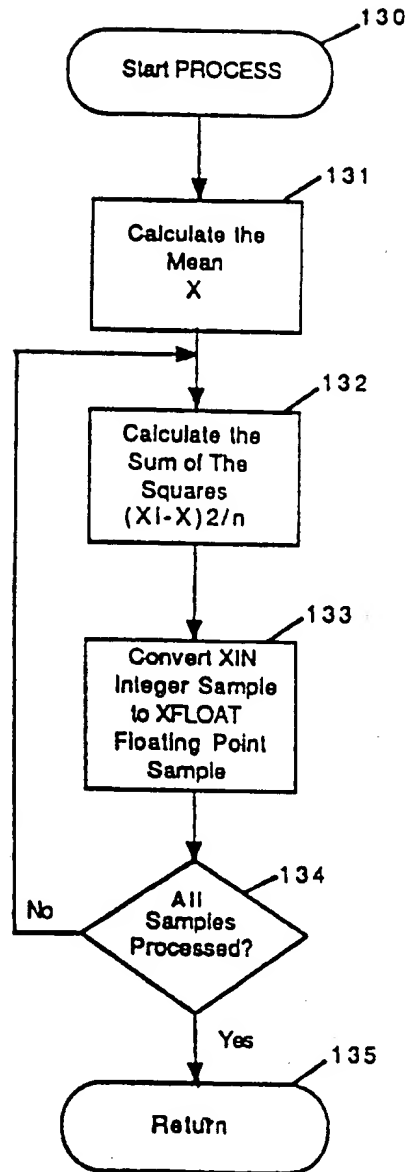 130
Start PROCESS
131
Calculate the
Mean
X
132
Calculate the
Sum of The
Squares
(Xi-X)2/n
133
Convert XIN
Integer Sample
to XFLOAT
Floating Point
Sample
134
All
Samples
Processed?
No
Yes
135
Return